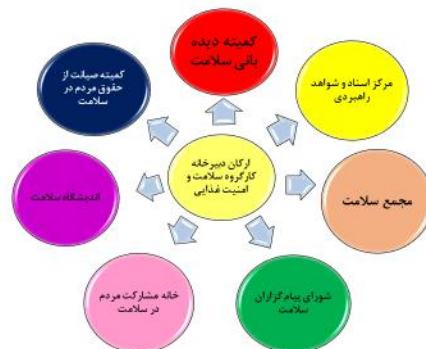 کمیته دیده
بانی سلامت
مرکز اسناد و شواهد
راهبردی
مجمع سلامت
شورای پیام گزاران
سلامت
خانه مشارکت مردم
در سلامت
اندیشگاه سلامت
کمیته صیانت از
حقوق مردم در
سلامت
ارکان دبیرخانه
کارگروه سلامت و
امنیت غذایی